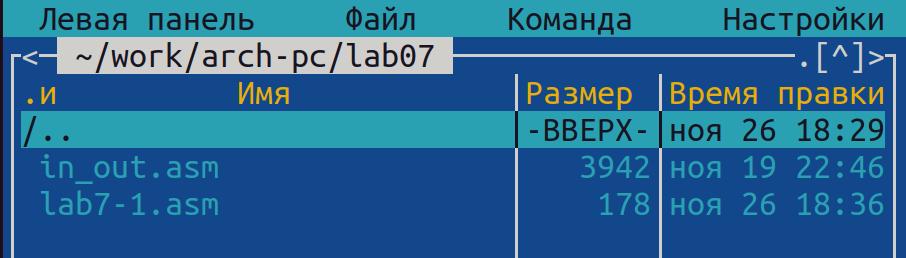 Левая панель Файл Команда Настройки
< ~/work/arch-pc/lab07 .[^]>
.и Имя Размер Время правки
/.. -ВВЕРХ- ноя 26 18:29
in_out.asm 3942 ноя 19 22:46
lab7-1.asm 178 ноя 26 18:36